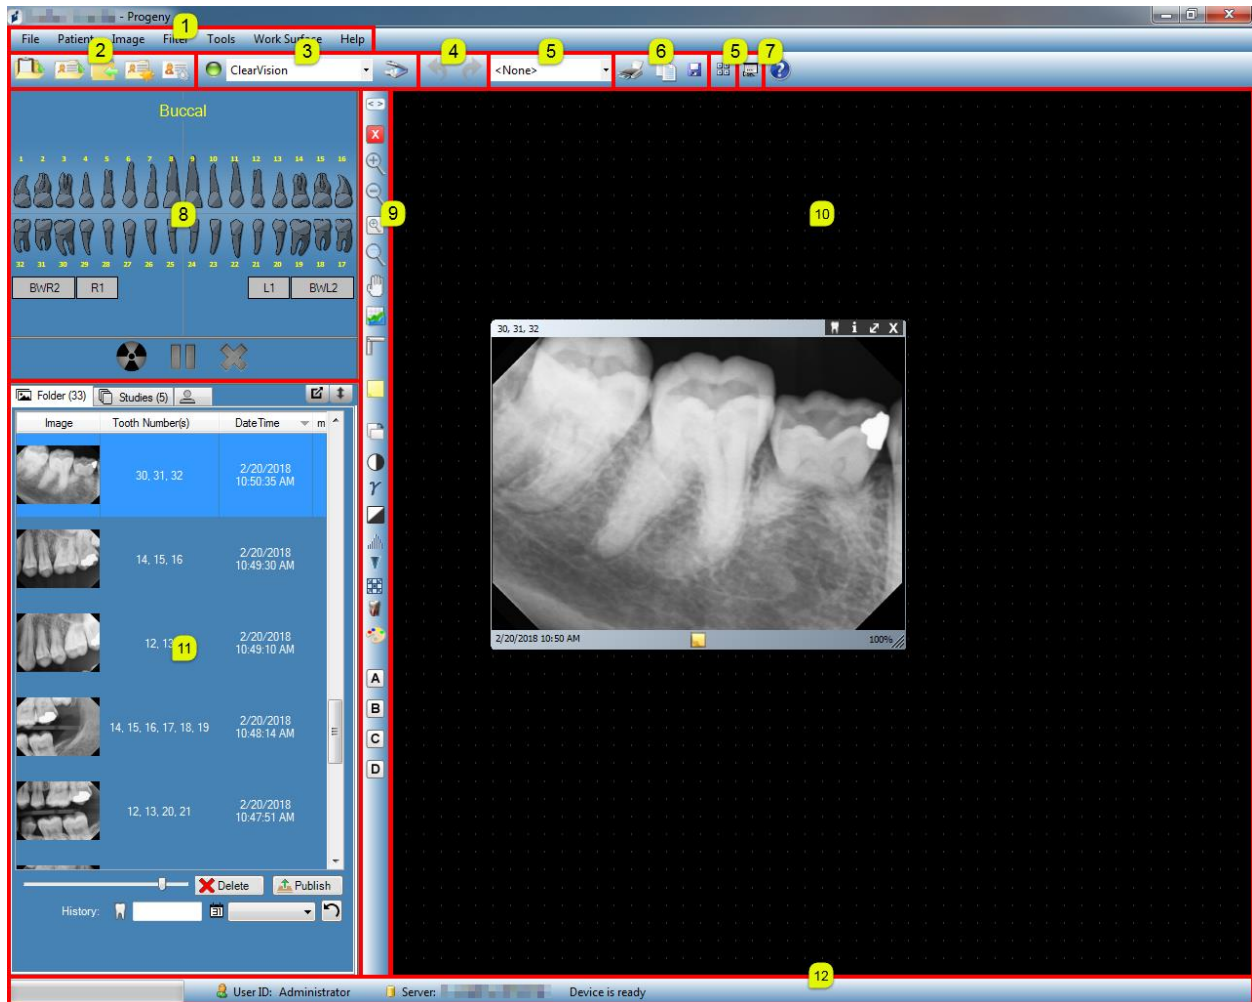 - Progeny
1
File Patient Image Filter Tools Work Surface Help
2 3 4 5 6 5 7
ClearVision <None>
Buccal
1 2 3 4 5 6 7 8 9 10 11 12 13 14 15 16
8
32 31 30 29 28 27 26 25 24 23 22 21 20 19 18 17
BWR2 R1 L1 BWL2
9
10
30, 31, 32
2/20/2018 10:50 AM 100%
Folder (33) Studies (5)
Image Tooth Number(s) DateTime m
30, 31, 32 2/20/2018
10:50:35 AM
14, 15, 16 2/20/2018
10:49:30 AM
12, 13 2/20/2018
10:49:10 AM
11
14, 15, 16, 17, 18, 19 2/20/2018
10:48:14 AM
12, 13, 20, 21 2/20/2018
10:47:51 AM
Delete Publish
History: 31
A
B
C
D
12
User ID: Administrator Server: Device is ready